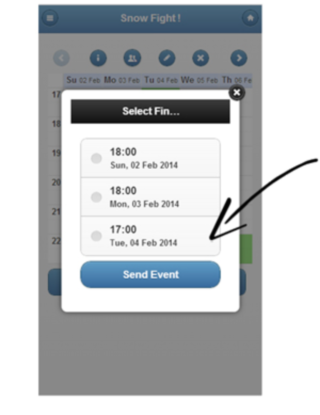 Snow Fight!
Su 02 Feb Mo 03 Feb Tu 04 Feb We 05 Feb Th 06 Fe
17
Select Fin...
18
18:00
19
Sun, 02 Feb 2014
20
18:00
Mon, 03 Feb 2014
21
17:00
22
Tue, 04 Feb 2014
Send Event